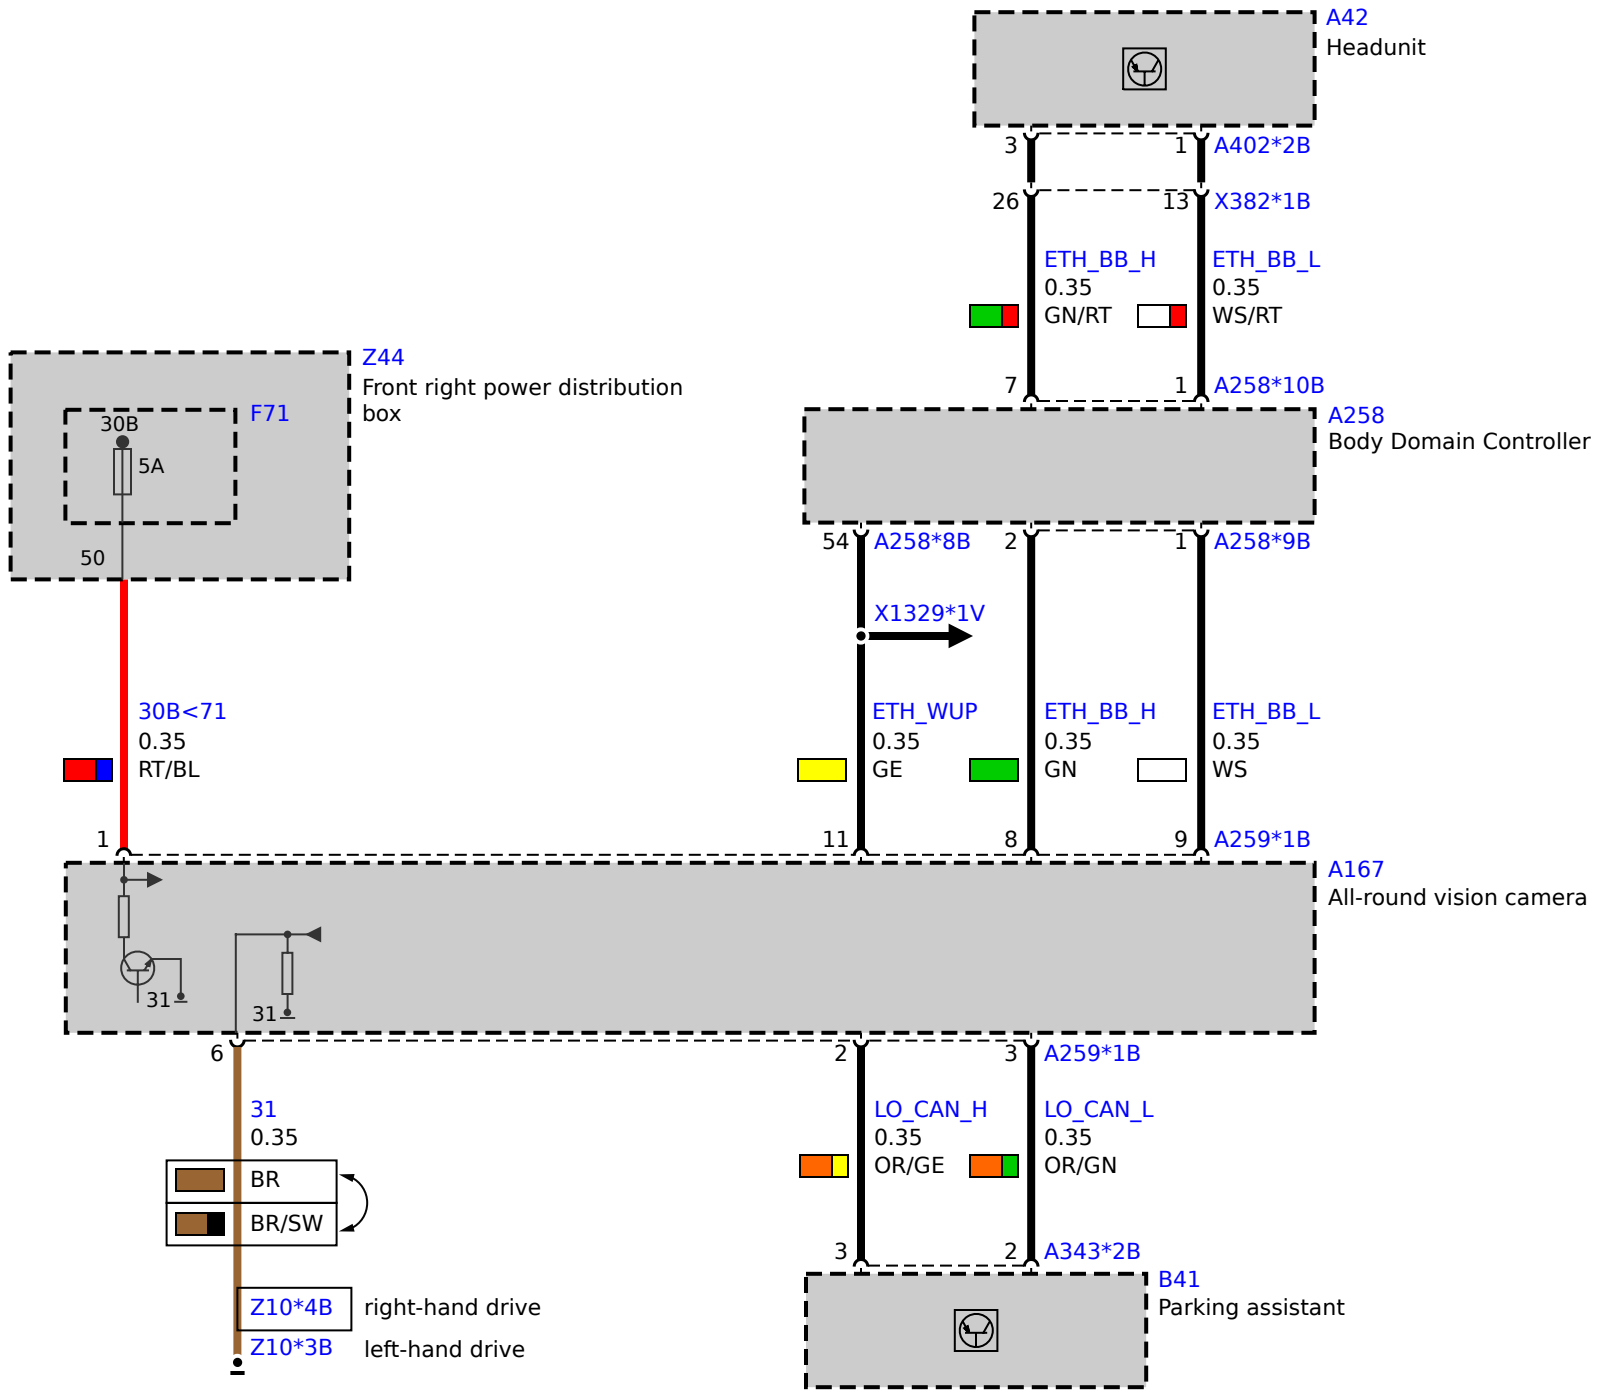 A42
Headunit
3
1
A402*2B
26
13
X382*1B
ETH_BB_H
0.35
GN/RT
ETH_BB_L
0.35
WS/RT
7
1
A258*10B
Z44
Front right power distribution
box
F71
30B
5A
50
A258
Body Domain Controller
54
A258*8B
2
1
A258*9B
X1329*1V
30B<71
0.35
RT/BL
ETH_WUP
0.35
GE
ETH_BB_H
0.35
GN
ETH_BB_L
0.35
WS
1
11
8
9
A259*1B
A167
All-round vision camera
31
31
6
2
3
A259*1B
31
0.35
BR
BR/SW
LO_CAN_H
0.35
OR/GE
LO_CAN_L
0.35
OR/GN
3
2
A343*2B
B41
Parking assistant
Z10*4B
right-hand drive
Z10*3B
left-hand drive